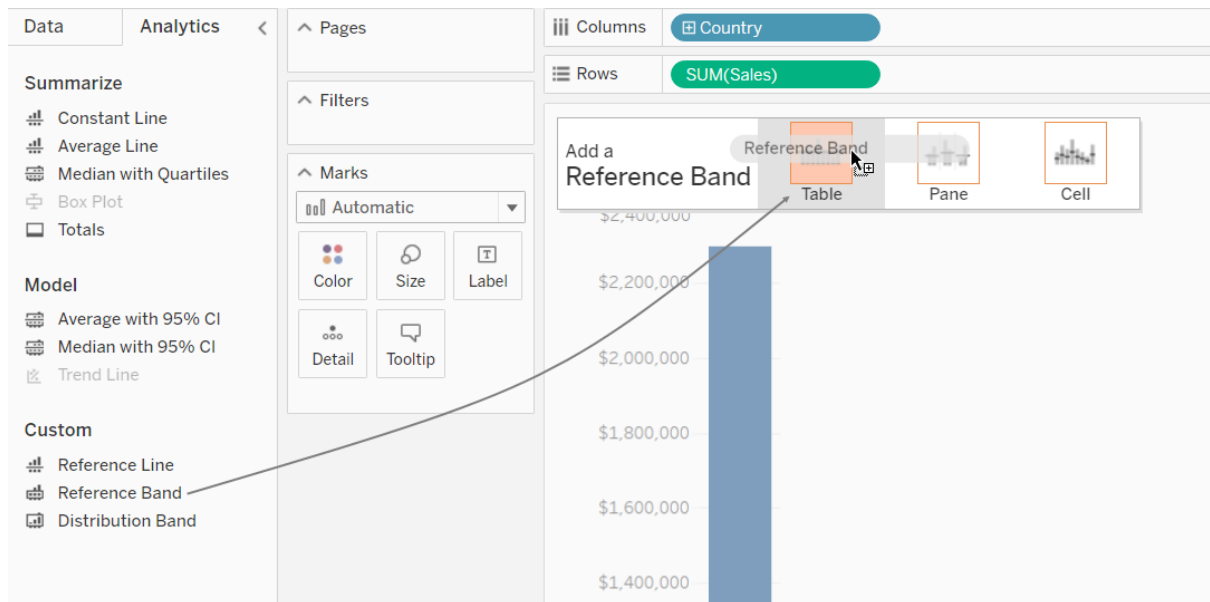 Data
Analytics
Summarize
Constant Line
Average Line
Median with Quartiles
Box Plot
Totals
Model
Average with 95% CI
Median with 95% CI
Trend Line
Custom
Reference Line
Reference Band
Distribution Band
Pages
Filters
Marks
Automatic
Color
Size
Label
Detail
Tooltip
Columns
Country
Rows
SUM(Sales)
Add a
Reference Band
Reference Band
Table
Pane
Cell
$2,400,000
$2,200,000
$2,000,000
$1,800,000
$1,600,000
$1,400,000